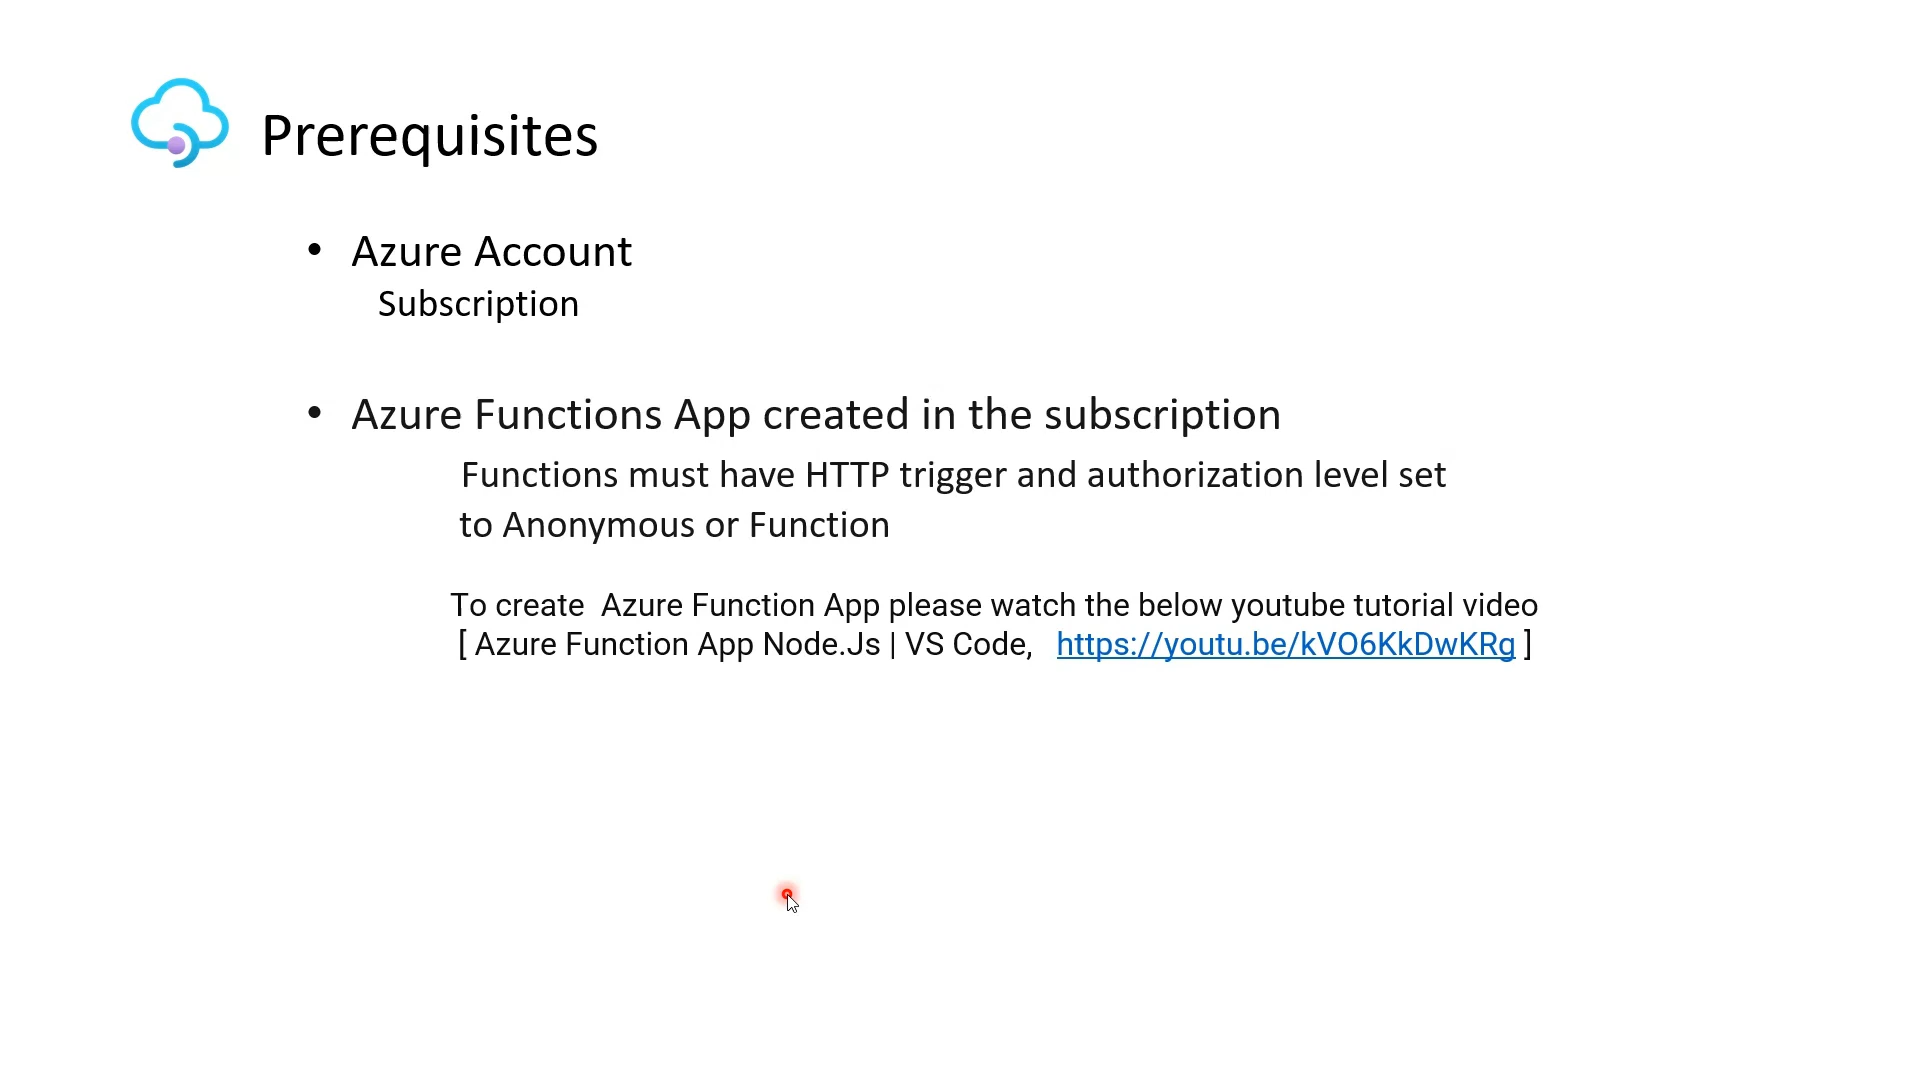 Prerequisites
• Azure Account
Subscription
• Azure Functions App created in the subscription
Functions must have HTTP trigger and authorization level set
to Anonymous or Function
To create  Azure Function App please watch the below youtube tutorial video
[ Azure Function App Node.Js | VS Code,   https://youtu.be/kVO6KkDwKRg ]